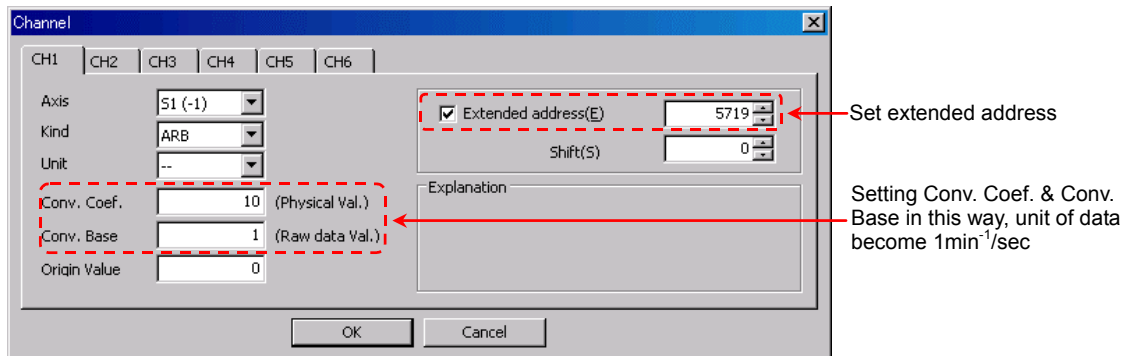 Channel
CH1 CH2 CH3 CH4 CH5 CH6
Axis S1 (-1)
Kind ARB
Unit --
Conv. Coef. 10 (Physical Val.)
Conv. Base 1 (Raw data Val.)
Origin Value 0
Extended address(E) 5719
Shift(S) 0
Explanation
OK Cancel
Set extended address
Setting Conv. Coef. & Conv.
Base in this way, unit of data
become 1min⁻¹/sec